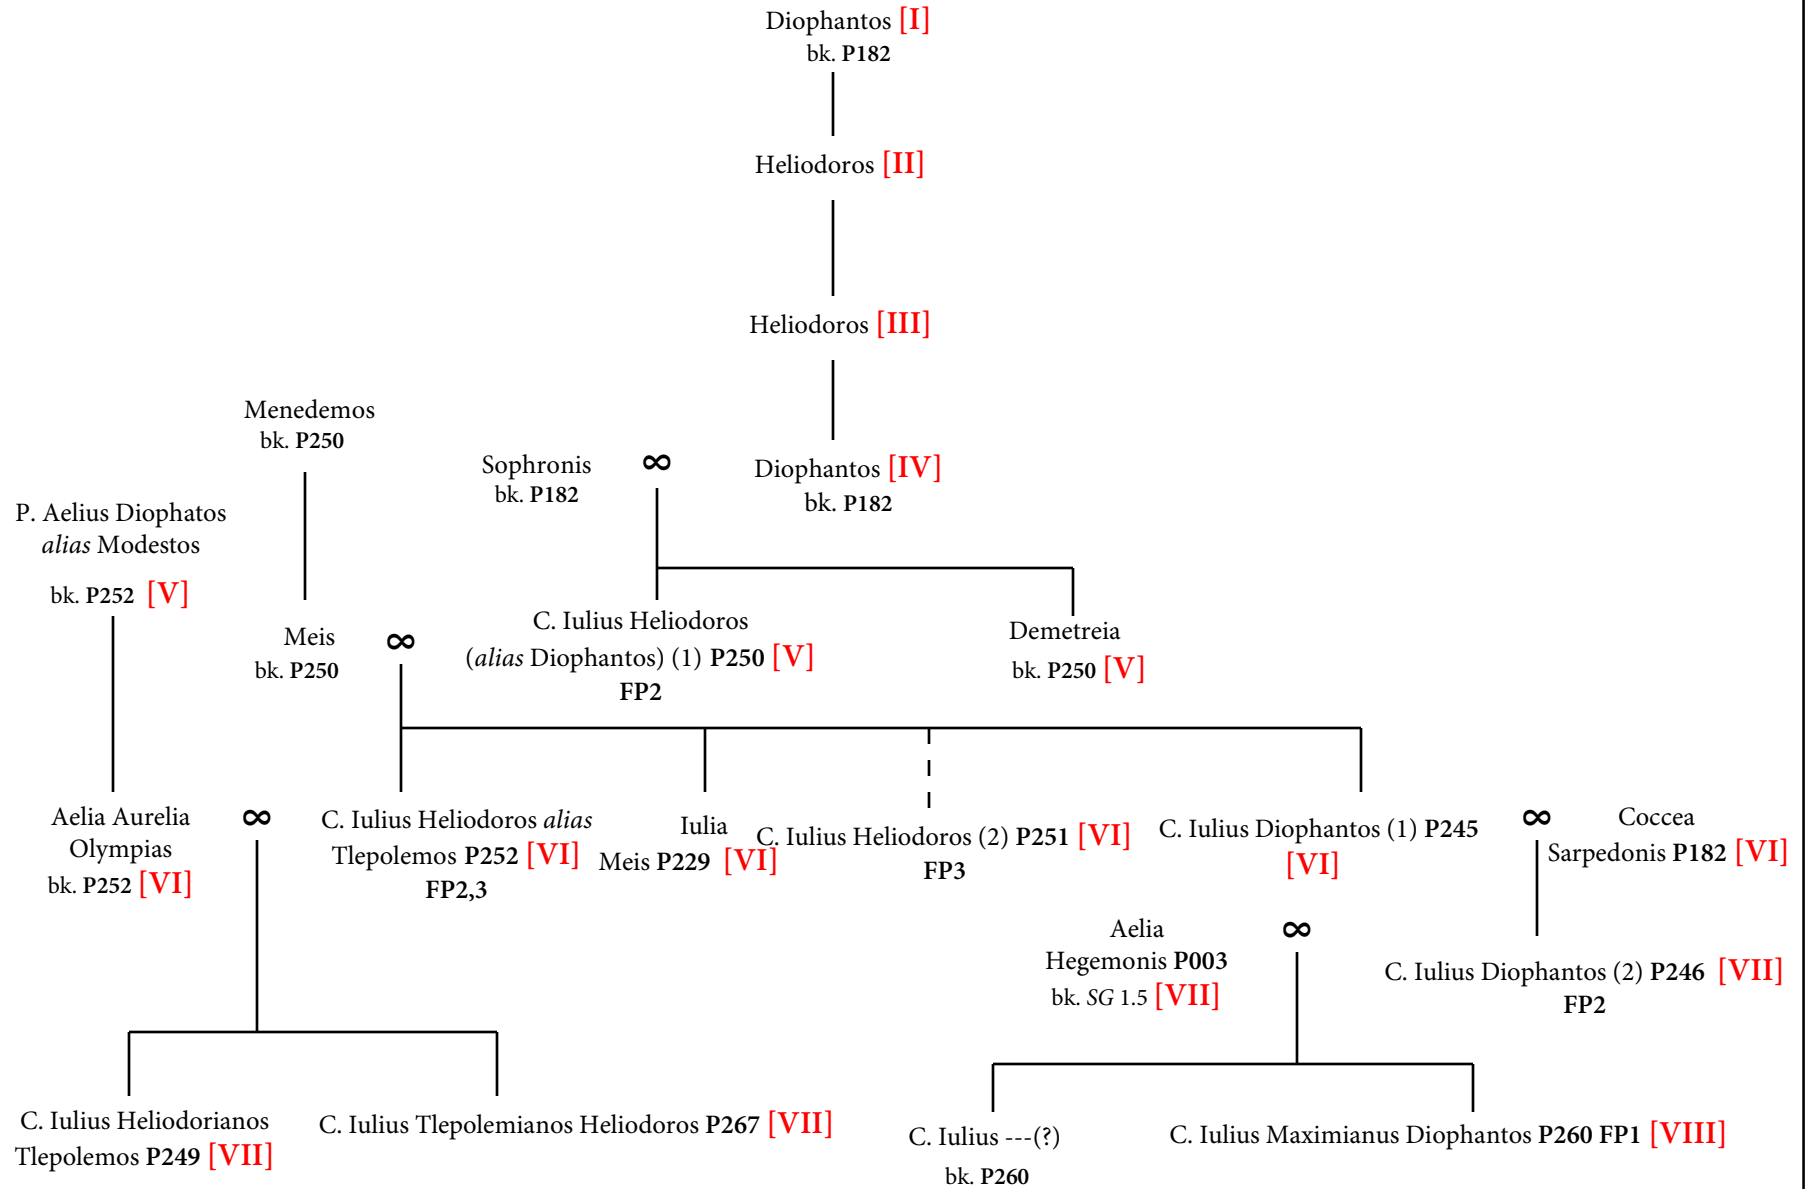 Diophantos [I]
bk. P182
Heliodoros [II]
Heliodoros [III]
Menedemos
bk. P250
Sophronis
bk. P182
∞
Diophantos [IV]
bk. P182
P. Aelius Diophatos
alias Modestos
bk. P252 [V]
Meis
bk. P250
∞
C. Iulius Heliodoros
(alias Diophantos) (1) P250 [V]
FP2
Demetreia
bk. P250 [V]
Aelia Aurelia
Olympias
bk. P252 [VI]
∞
C. Iulius Heliodoros alias
Tlepolemos P252 [VI]
FP2,3
Iulia
Meis P229 [VI]
C. Iulius Heliodoros (2) P251 [VI]
FP3
C. Iulius Diophantos (1) P245
[VI]
∞
Coccea
Sarpedonis P182 [VI]
Aelia
Hegemonis P003
bk. SG 1.5 [VII]
∞
C. Iulius Diophantos (2) P246 [VII]
FP2
C. Iulius Heliodorianos
Tlepolemos P249 [VII]
C. Iulius Tlepolemianos Heliodoros P267 [VII]
C. Iulius ---(?)
bk. P260
C. Iulius Maximianus Diophantos P260 FP1 [VIII]